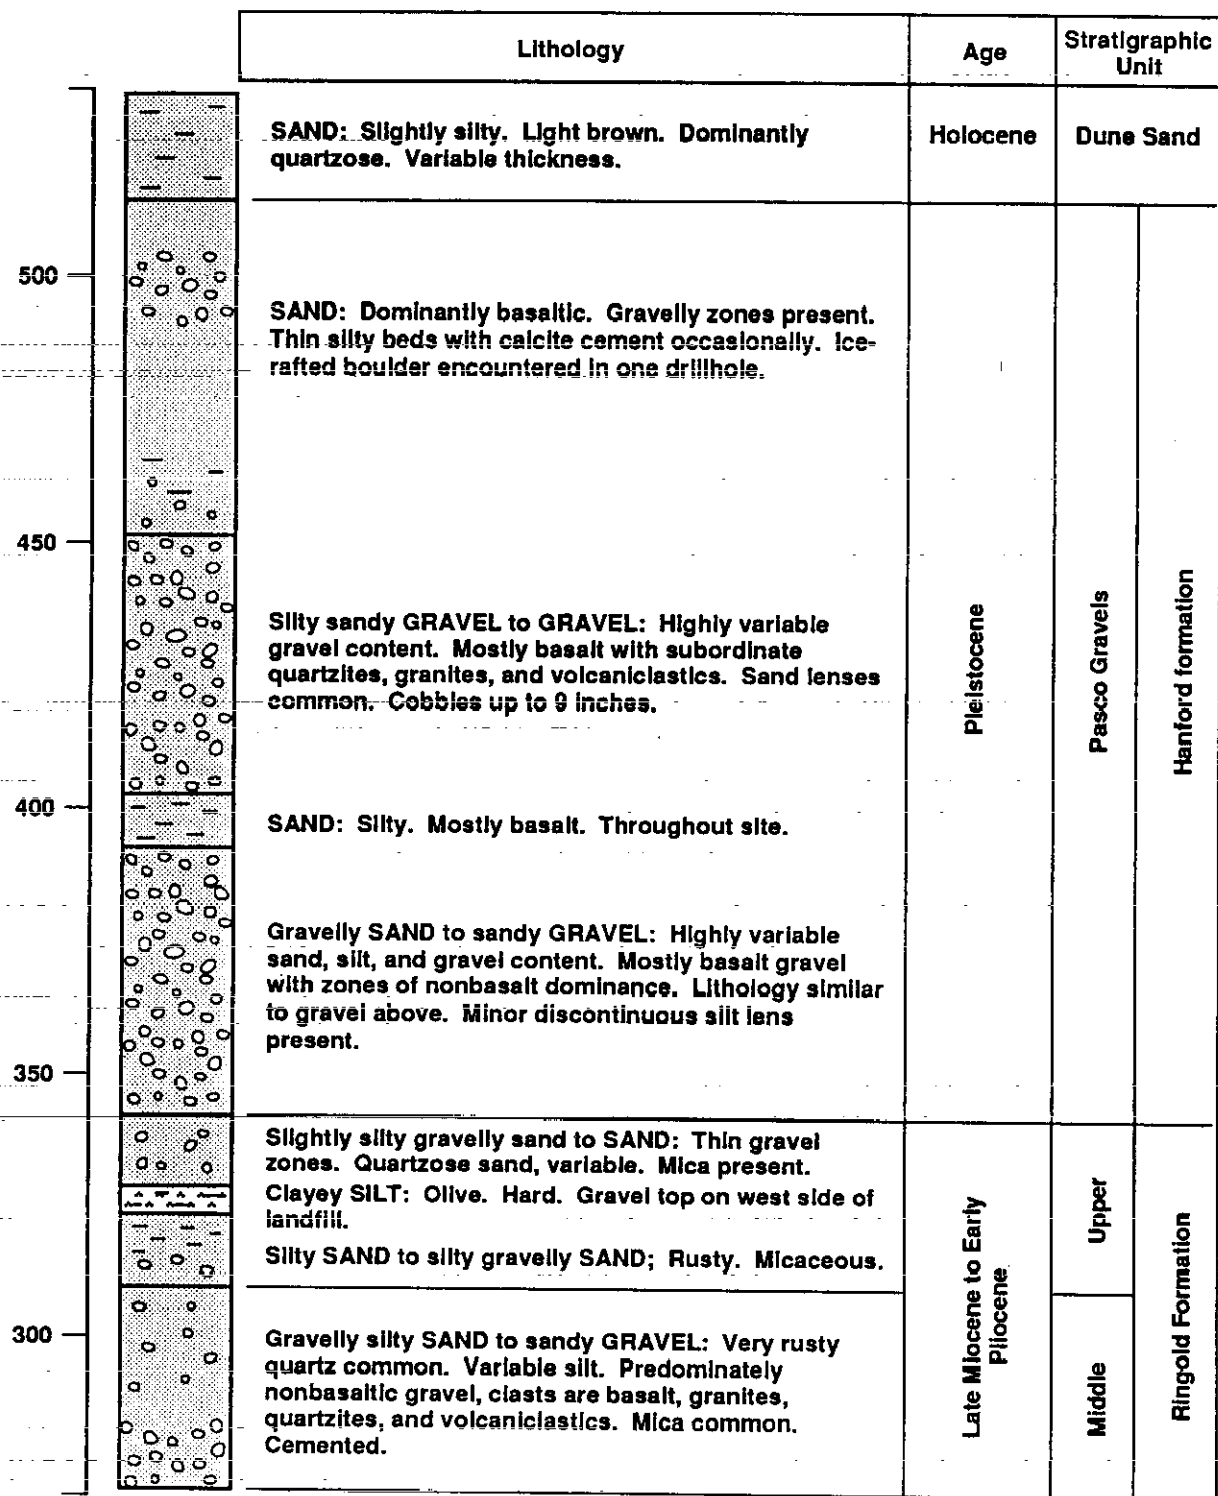 Lithology
Age
Stratigraphic
Unit
SAND: Slightly silty. Light brown. Dominantly
quartzose. Variable thickness.
Holocene
Dune Sand
500
SAND: Dominantly basaltic. Gravelly zones present.
Thin silty beds with calcite cement occasionally. Ice-
rafted boulder encountered in one drillhole.
450
Silty sandy GRAVEL to GRAVEL: Highly variable
gravel content. Mostly basalt with subordinate
quartzites, granites, and volcaniclastics. Sand lenses
common. Cobbles up to 9 inches.
Pleistocene
Pasco Gravels
Hanford formation
400
SAND: Silty. Mostly basalt. Throughout site.
Gravelly SAND to sandy GRAVEL: Highly variable
sand, silt, and gravel content. Mostly basalt gravel
with zones of nonbasalt dominance. Lithology similar
to gravel above. Minor discontinuous silt lens
present.
350
Slightly silty gravelly sand to SAND: Thin gravel
zones. Quartzose sand, variable. Mica present.
Clayey SILT: Olive. Hard. Gravel top on west side of
landfill.
Silty SAND to silty gravelly SAND; Rusty. Micaceous.
Late Miocene to Early
Pliocene
Upper
Ringold Formation
300
Gravelly silty SAND to sandy GRAVEL: Very rusty
quartz common. Variable silt. Predominately
nonbasaltic gravel, clasts are basalt, granites,
quartzites, and volcaniclastics. Mica common.
Cemented.
Middle